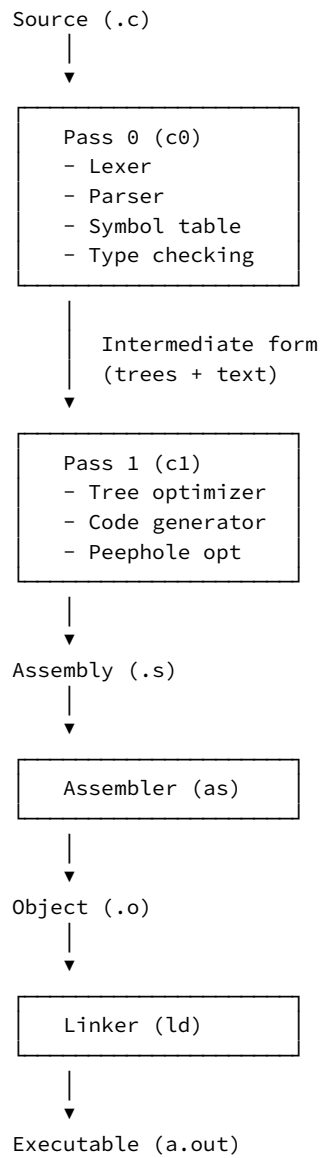 Source (.c)
Pass 0 (c0)
- Lexer
- Parser
- Symbol table
- Type checking
Intermediate form
(trees + text)
Pass 1 (c1)
- Tree optimizer
- Code generator
- Peephole opt
Assembly (.s)
Assembler (as)
Object (.o)
Linker (ld)
Executable (a.out)